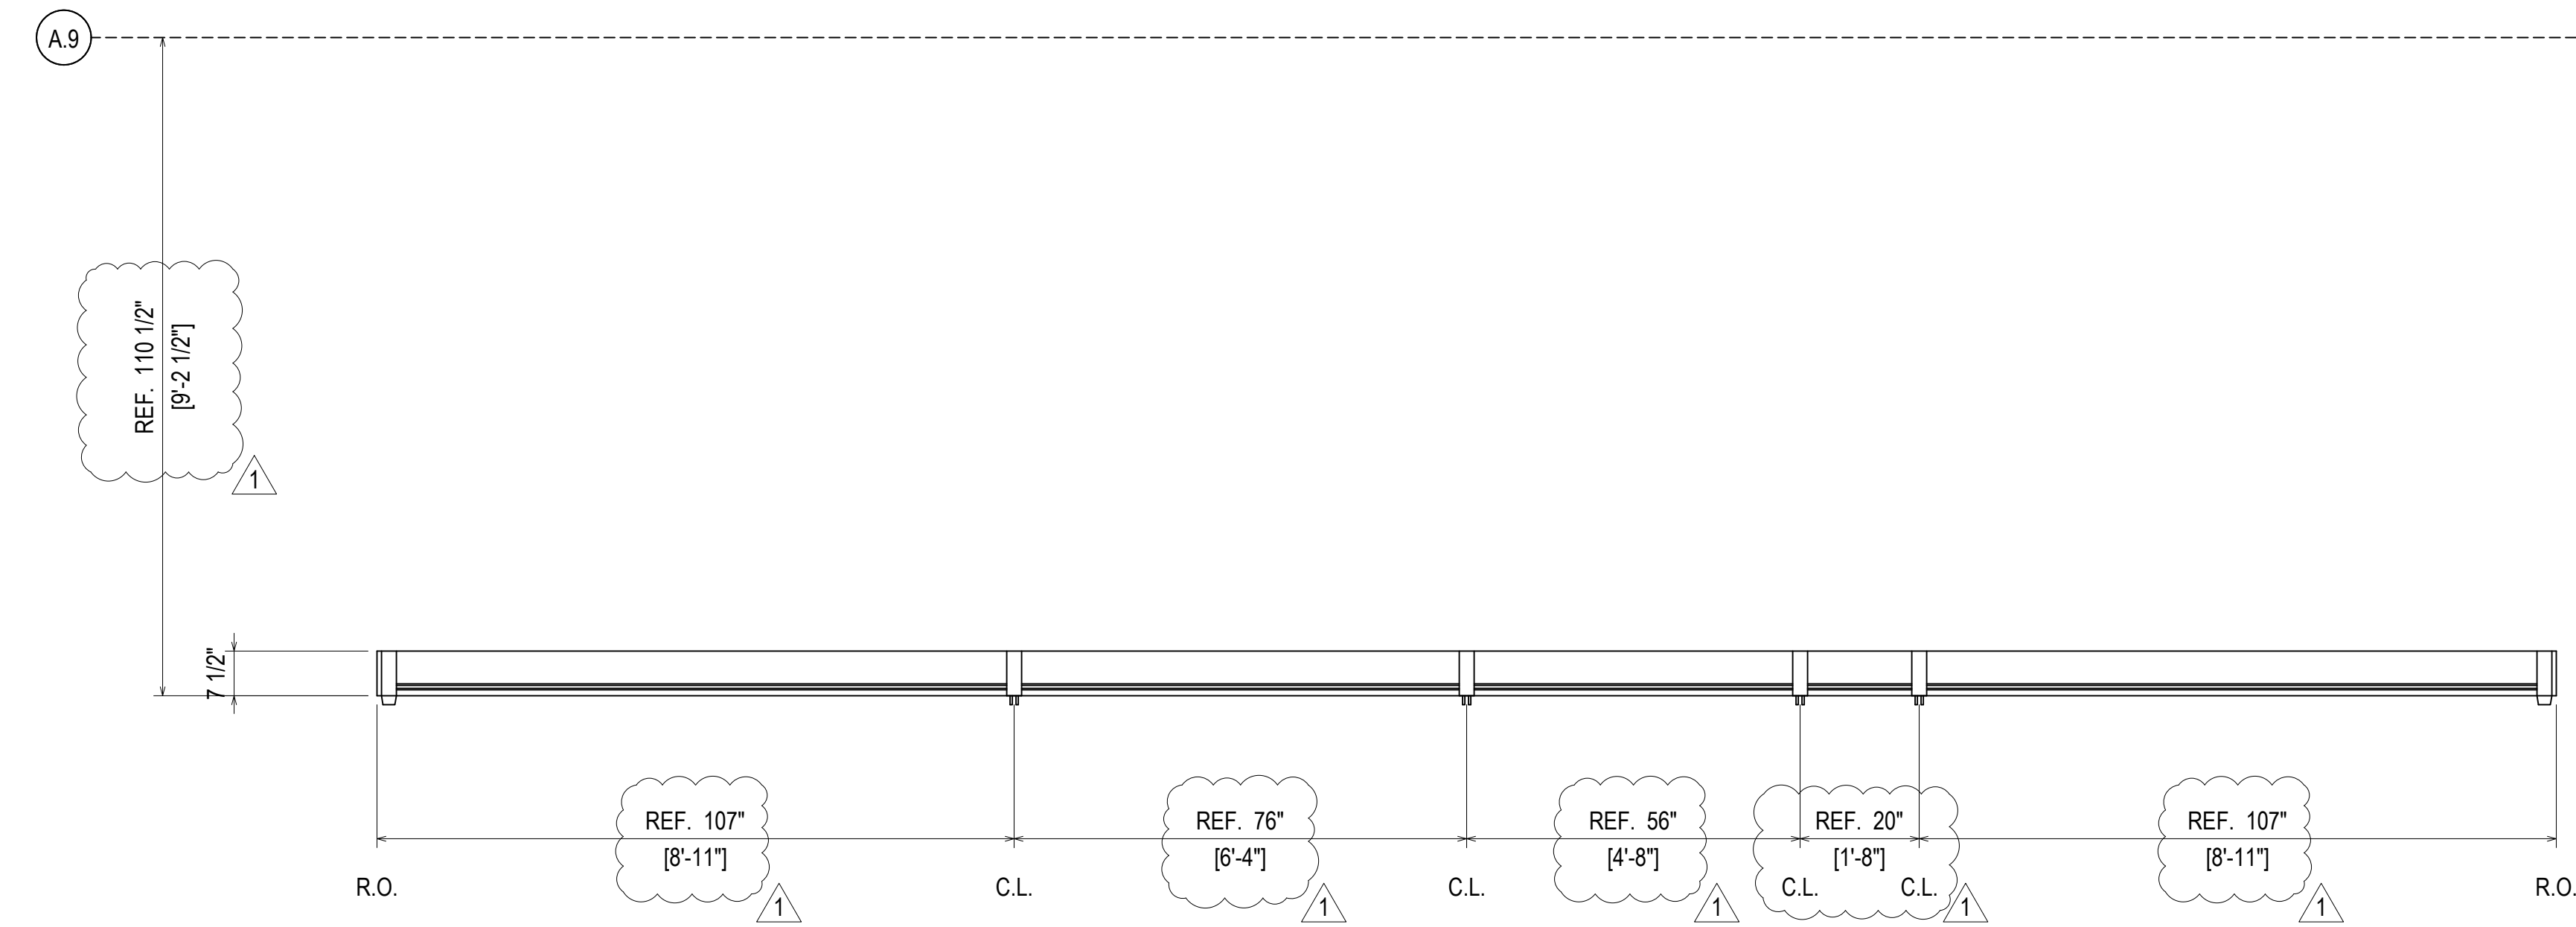 A.9
REF. 110 1/2"
[9'-2 1/2"]
1
7 1/2"
REF. 107"
[8'-11"]
REF. 76"
[6'-4"]
REF. 56"
[4'-8"]
REF. 20"
[1'-8"]
REF. 107"
[8'-11"]
R.O.
C.L.
C.L.
C.L.
C.L.
R.O.
1
1
1
1
1